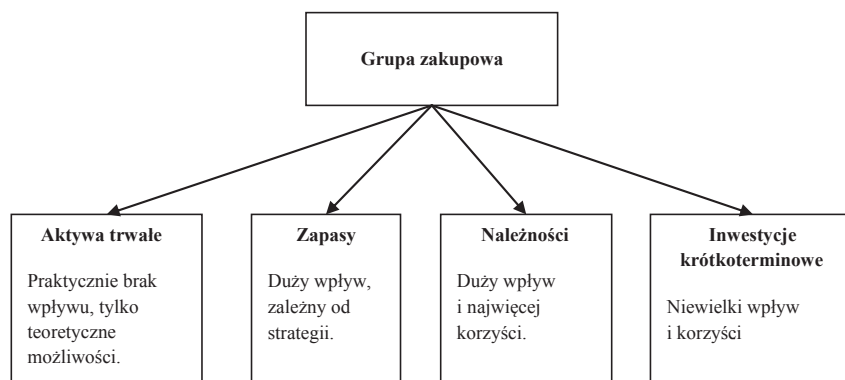 Grupa zakupowa
Aktywa trwałe
Praktycznie brak
wpływu, tylko
teoretyczne
możliwości.
Zapasy
Duży wpływ,
zależny od
strategii.
Należności
Duży wpływ
i najwięcej
korzyści.
Inwestycje
krótkoterminowe
Niewielki wpływ
i korzyści